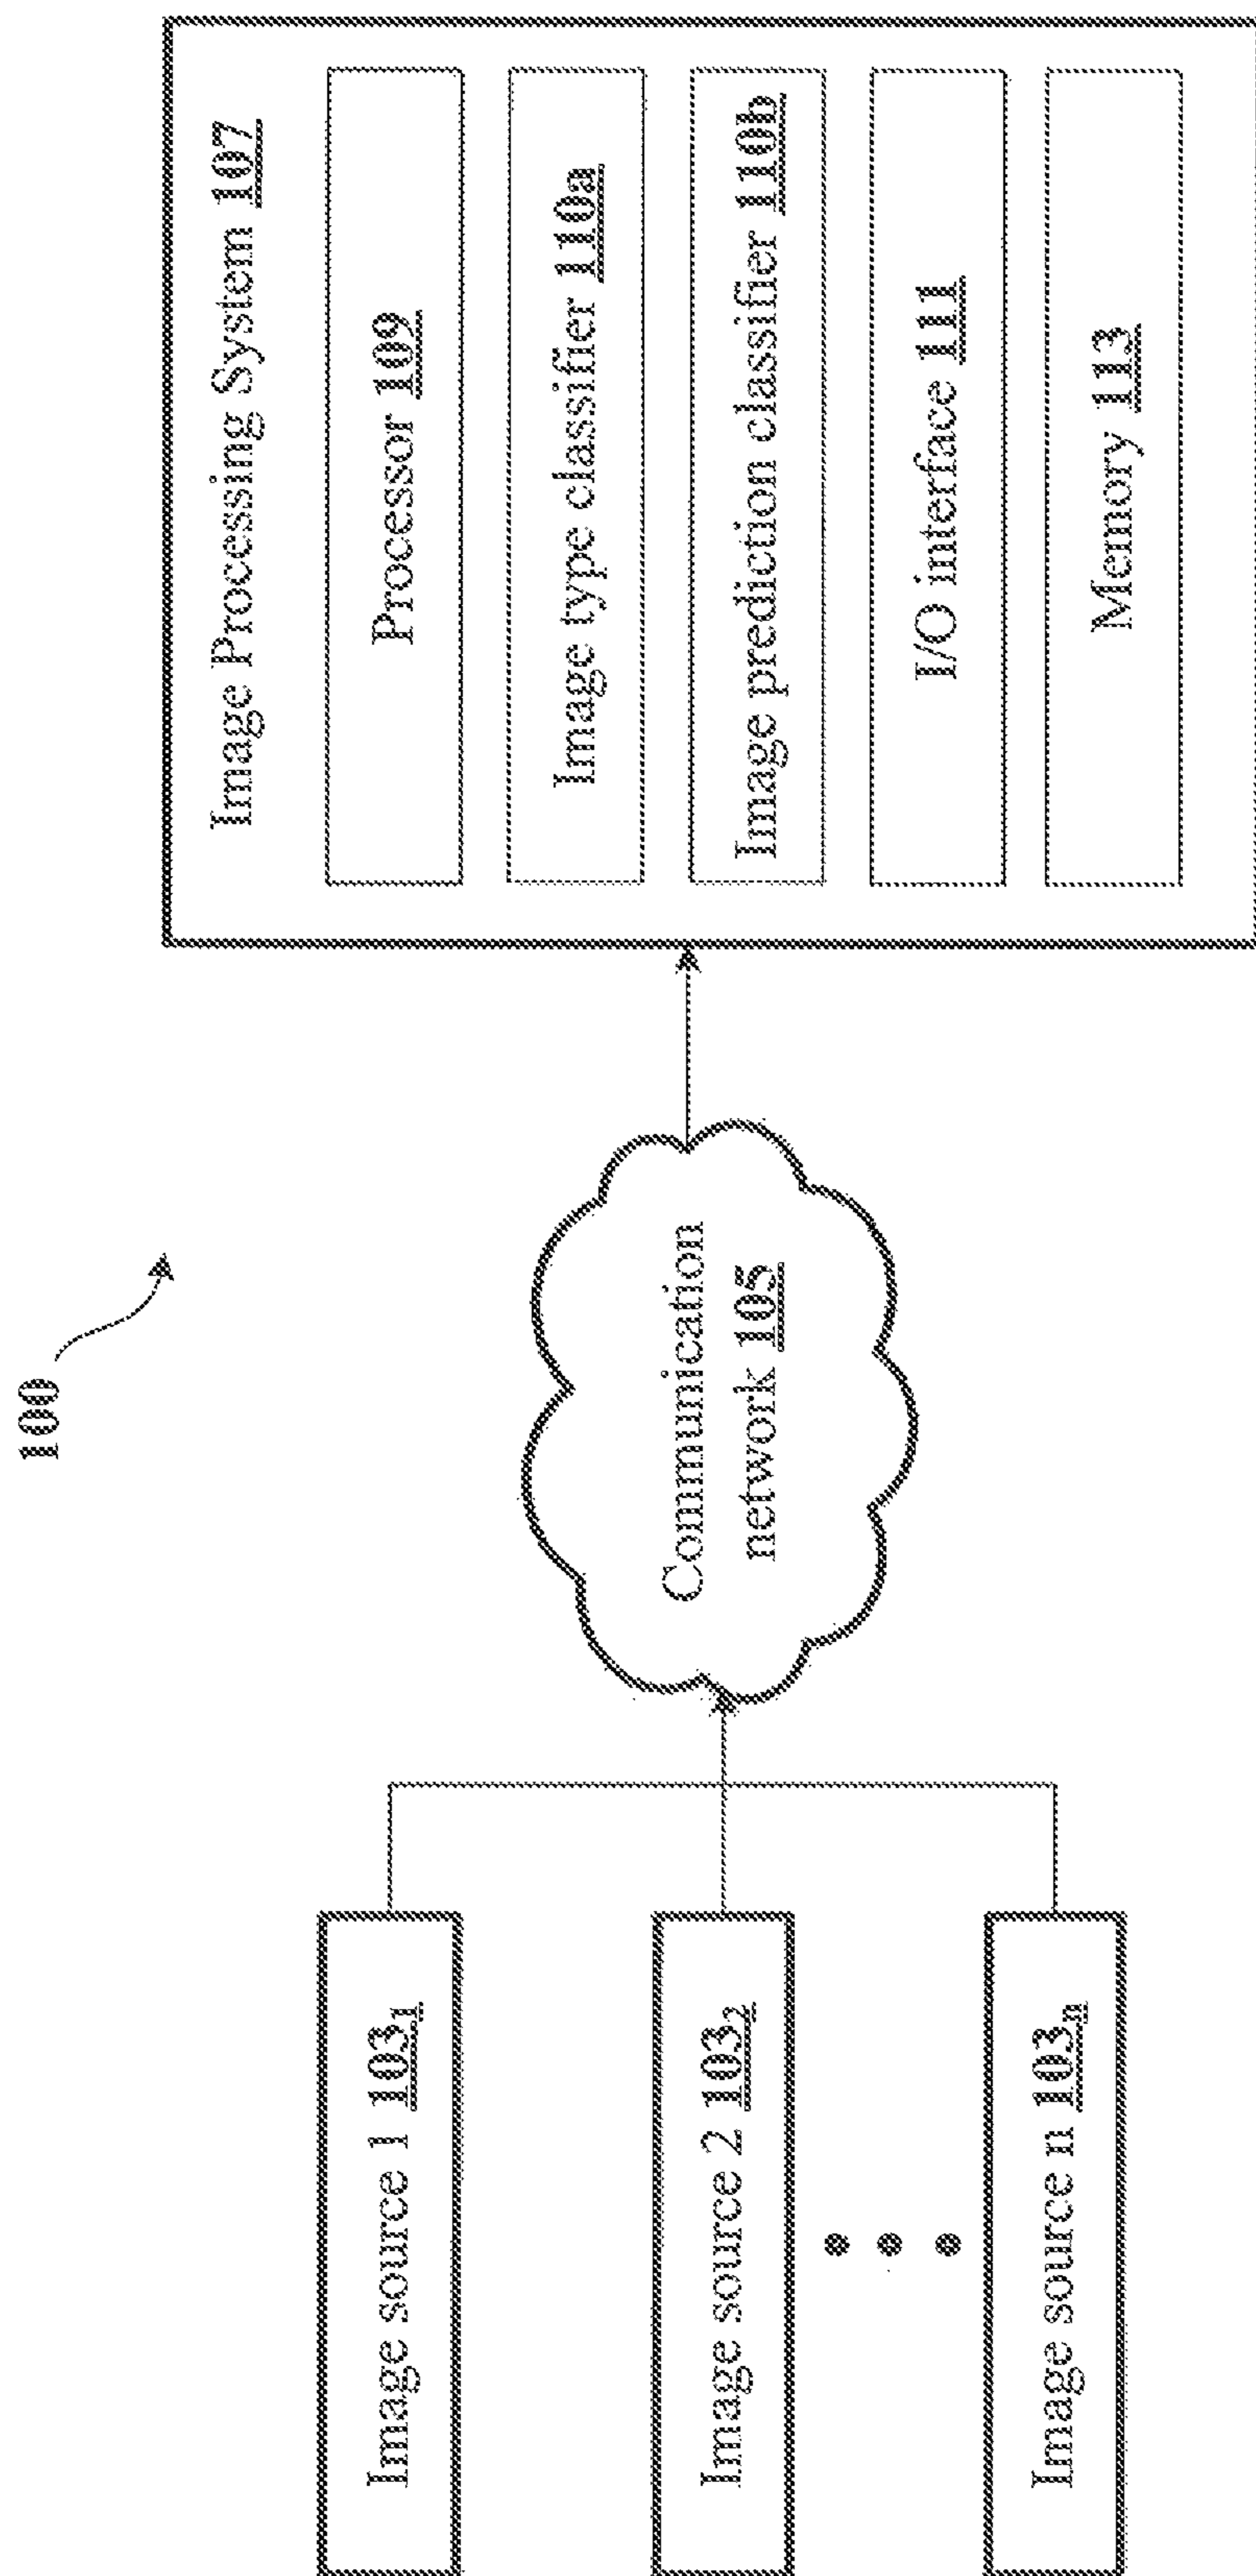 100
Image source 1 103₁
Image source 2 103₂
Image source n 103ₙ
Communication
network 105
Image Processing System 107
Processor 109
Image type classifier 110a
Image prediction classifier 110b
I/O interface 111
Memory 113